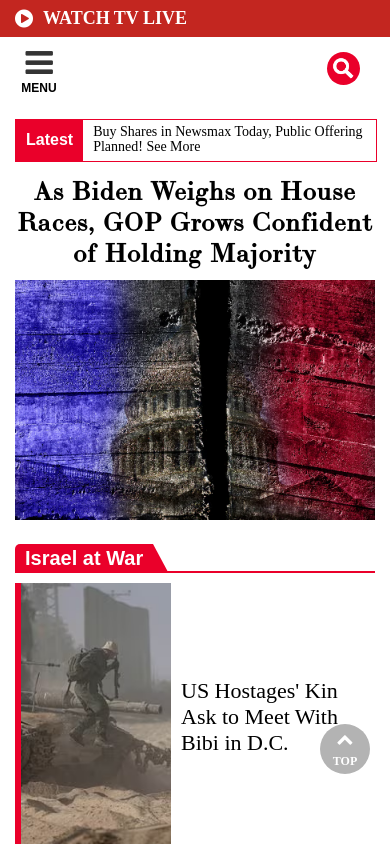 WATCH TV LIVE
MENU
Latest
Buy Shares in Newsmax Today, Public Offering
Planned! See More
As Biden Weighs on House
Races, GOP Grows Confident
of Holding Majority
Israel at War
US Hostages' Kin
Ask to Meet With
Bibi in D.C.
TOP